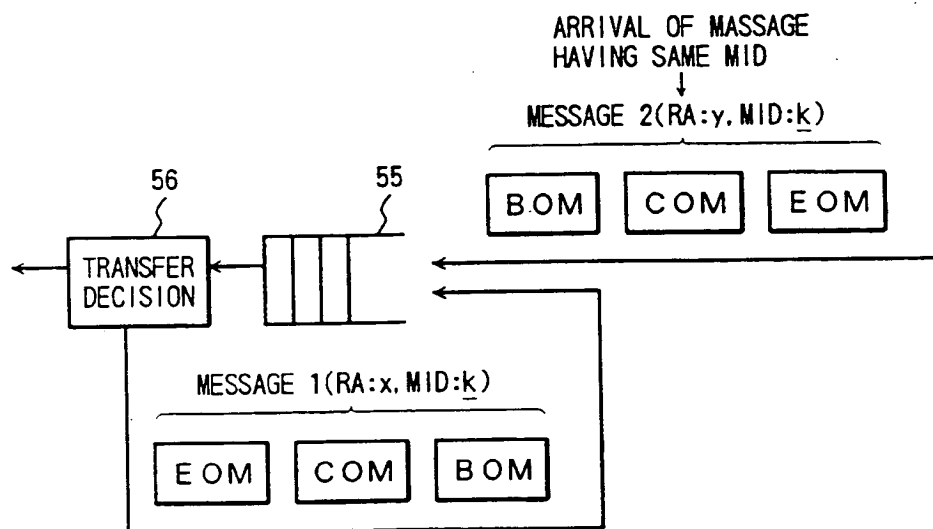 ARRIVAL OF MASSAGE
HAVING SAME MID
MESSAGE 2(RA:y, MID:k)
56
55
BOM
COM
EOM
TRANSFER
DECISION
MESSAGE 1(RA:x, MID:k)
EOM
COM
BOM